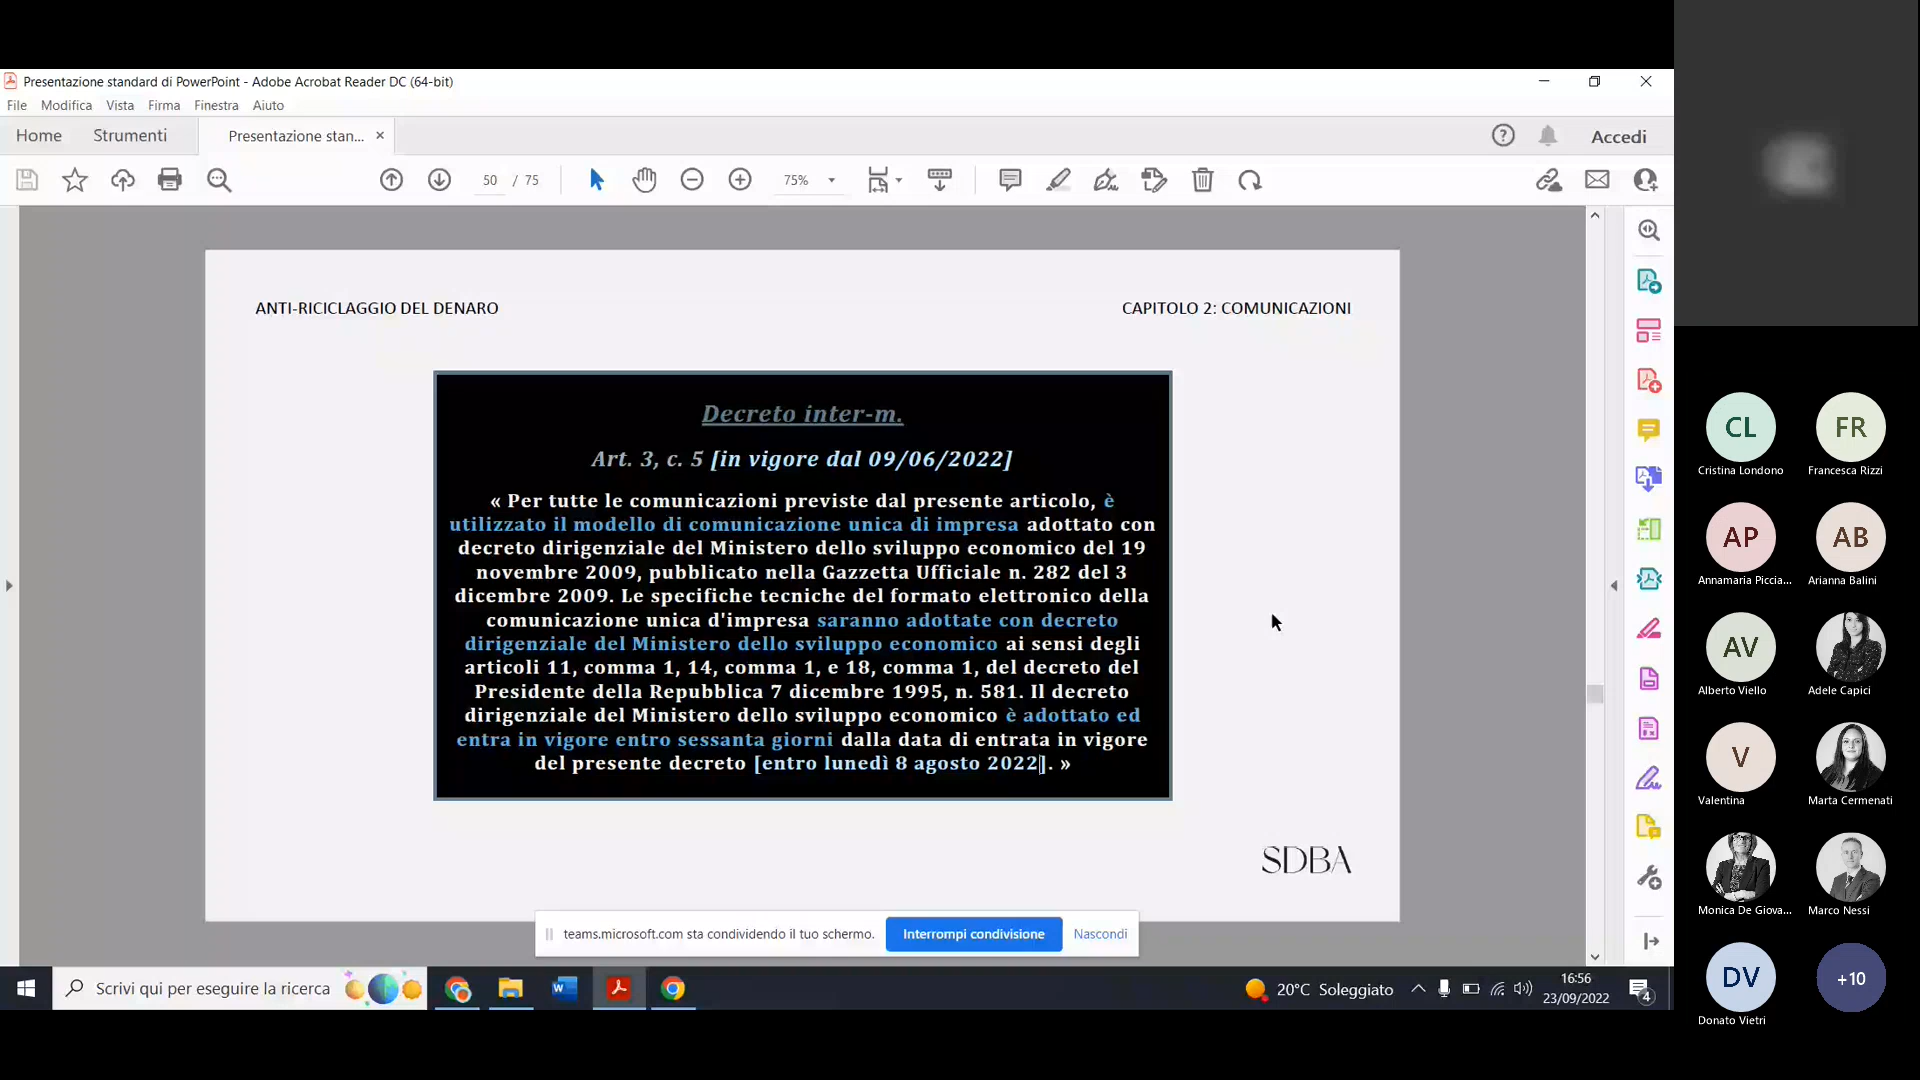 Presentazione standard di PowerPoint - Adobe Acrobat Reader DC (64-bit)
File Modifica Vista Firma Finestra Aiuto
Home Strumenti Presentazione stan... Accedi
50 / 75 75%
ANTI-RICICLAGGIO DEL DENARO
CAPITOLO 2: COMUNICAZIONI
Decreto inter-m.
Art. 3, c. 5 [in vigore dal 09/06/2022]
« Per tutte le comunicazioni previste dal presente articolo, è
utilizzato il modello di comunicazione unica di impresa adottato con
decreto dirigenziale del Ministero dello sviluppo economico del 19
novembre 2009, pubblicato nella Gazzetta Ufficiale n. 282 del 3
dicembre 2009. Le specifiche tecniche del formato elettronico della
comunicazione unica d'impresa saranno adottate con decreto
dirigenziale del Ministero dello sviluppo economico ai sensi degli
articoli 11, comma 1, 14, comma 1, e 18, comma 1, del decreto del
Presidente della Repubblica 7 dicembre 1995, n. 581. Il decreto
dirigenziale del Ministero dello sviluppo economico è adottato ed
entra in vigore entro sessanta giorni dalla data di entrata in vigore
del presente decreto [entro lunedì 8 agosto 2022]. »
SDBA
teams.microsoft.com sta condividendo il tuo schermo. Interrompi condivisione Nascondi
Scrivi qui per eseguire la ricerca
20°C Soleggiato
16:56
23/09/2022
4
CL FR
Cristina Londono Francesca Rizzi
AP AB
Annamaria Piccia... Arianna Balini
AV
Alberto Viello Adele Capici
V
Valentina Marta Cermenati
Monica De Giova... Marco Nessi
DV +10
Donato Vietri